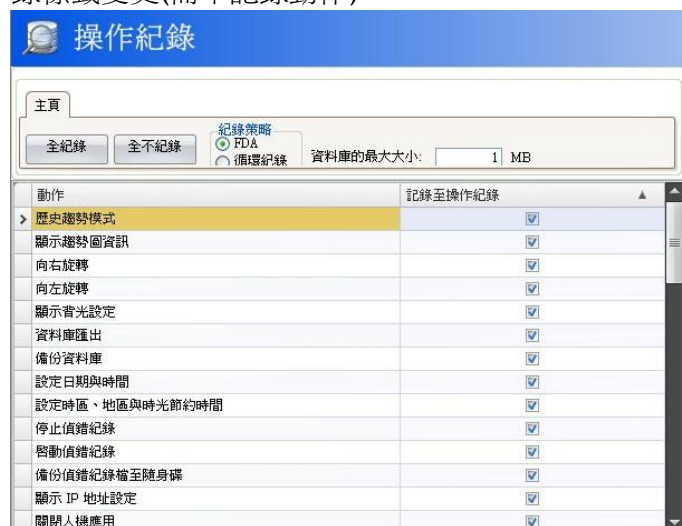 操作紀錄
主頁
全紀錄
全不紀錄
紀錄策略
FDA
循環紀錄
資料庫的最大大小:
1 MB
動作
記錄至操作紀錄
歷史趨勢模式
顯示趨勢圖資訊
向右旋轉
向左旋轉
顯示背光設定
資料庫匯出
備份資料庫
設定日期與時間
設定時區、地區與時光節約時間
停止偵錯紀錄
啓動偵錯紀錄
備份偵錯紀錄檔至隨身碟
顯示 IP 地址設定
關閉人機應用